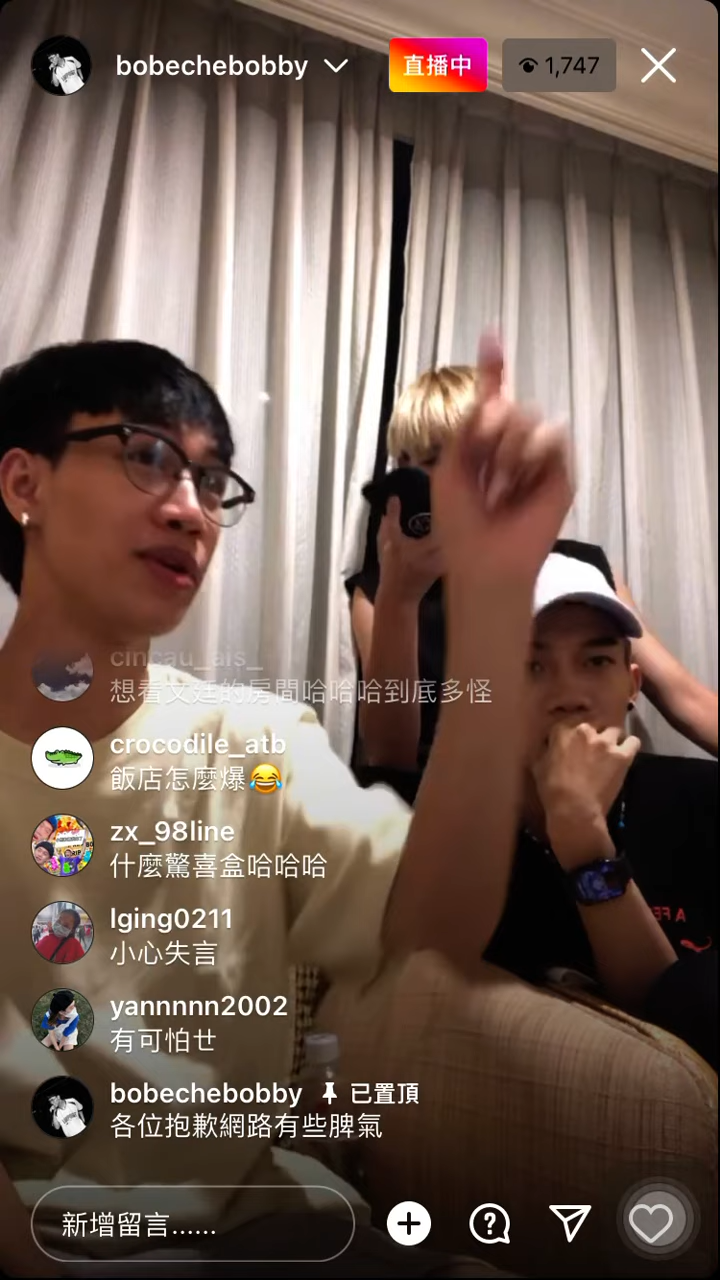 bobechebobby
直播中
1,747
cincau_ais_
想看文廷的房間哈哈哈到底多怪
crocodile_atb
飯店怎麼爆😂
zx_98line
什麼驚喜盒哈哈哈
lging0211
小心失言
yannnnn2002
有可怕ㄝ
bobechebobby 已置頂
各位抱歉網路有些脾氣
新增留言......